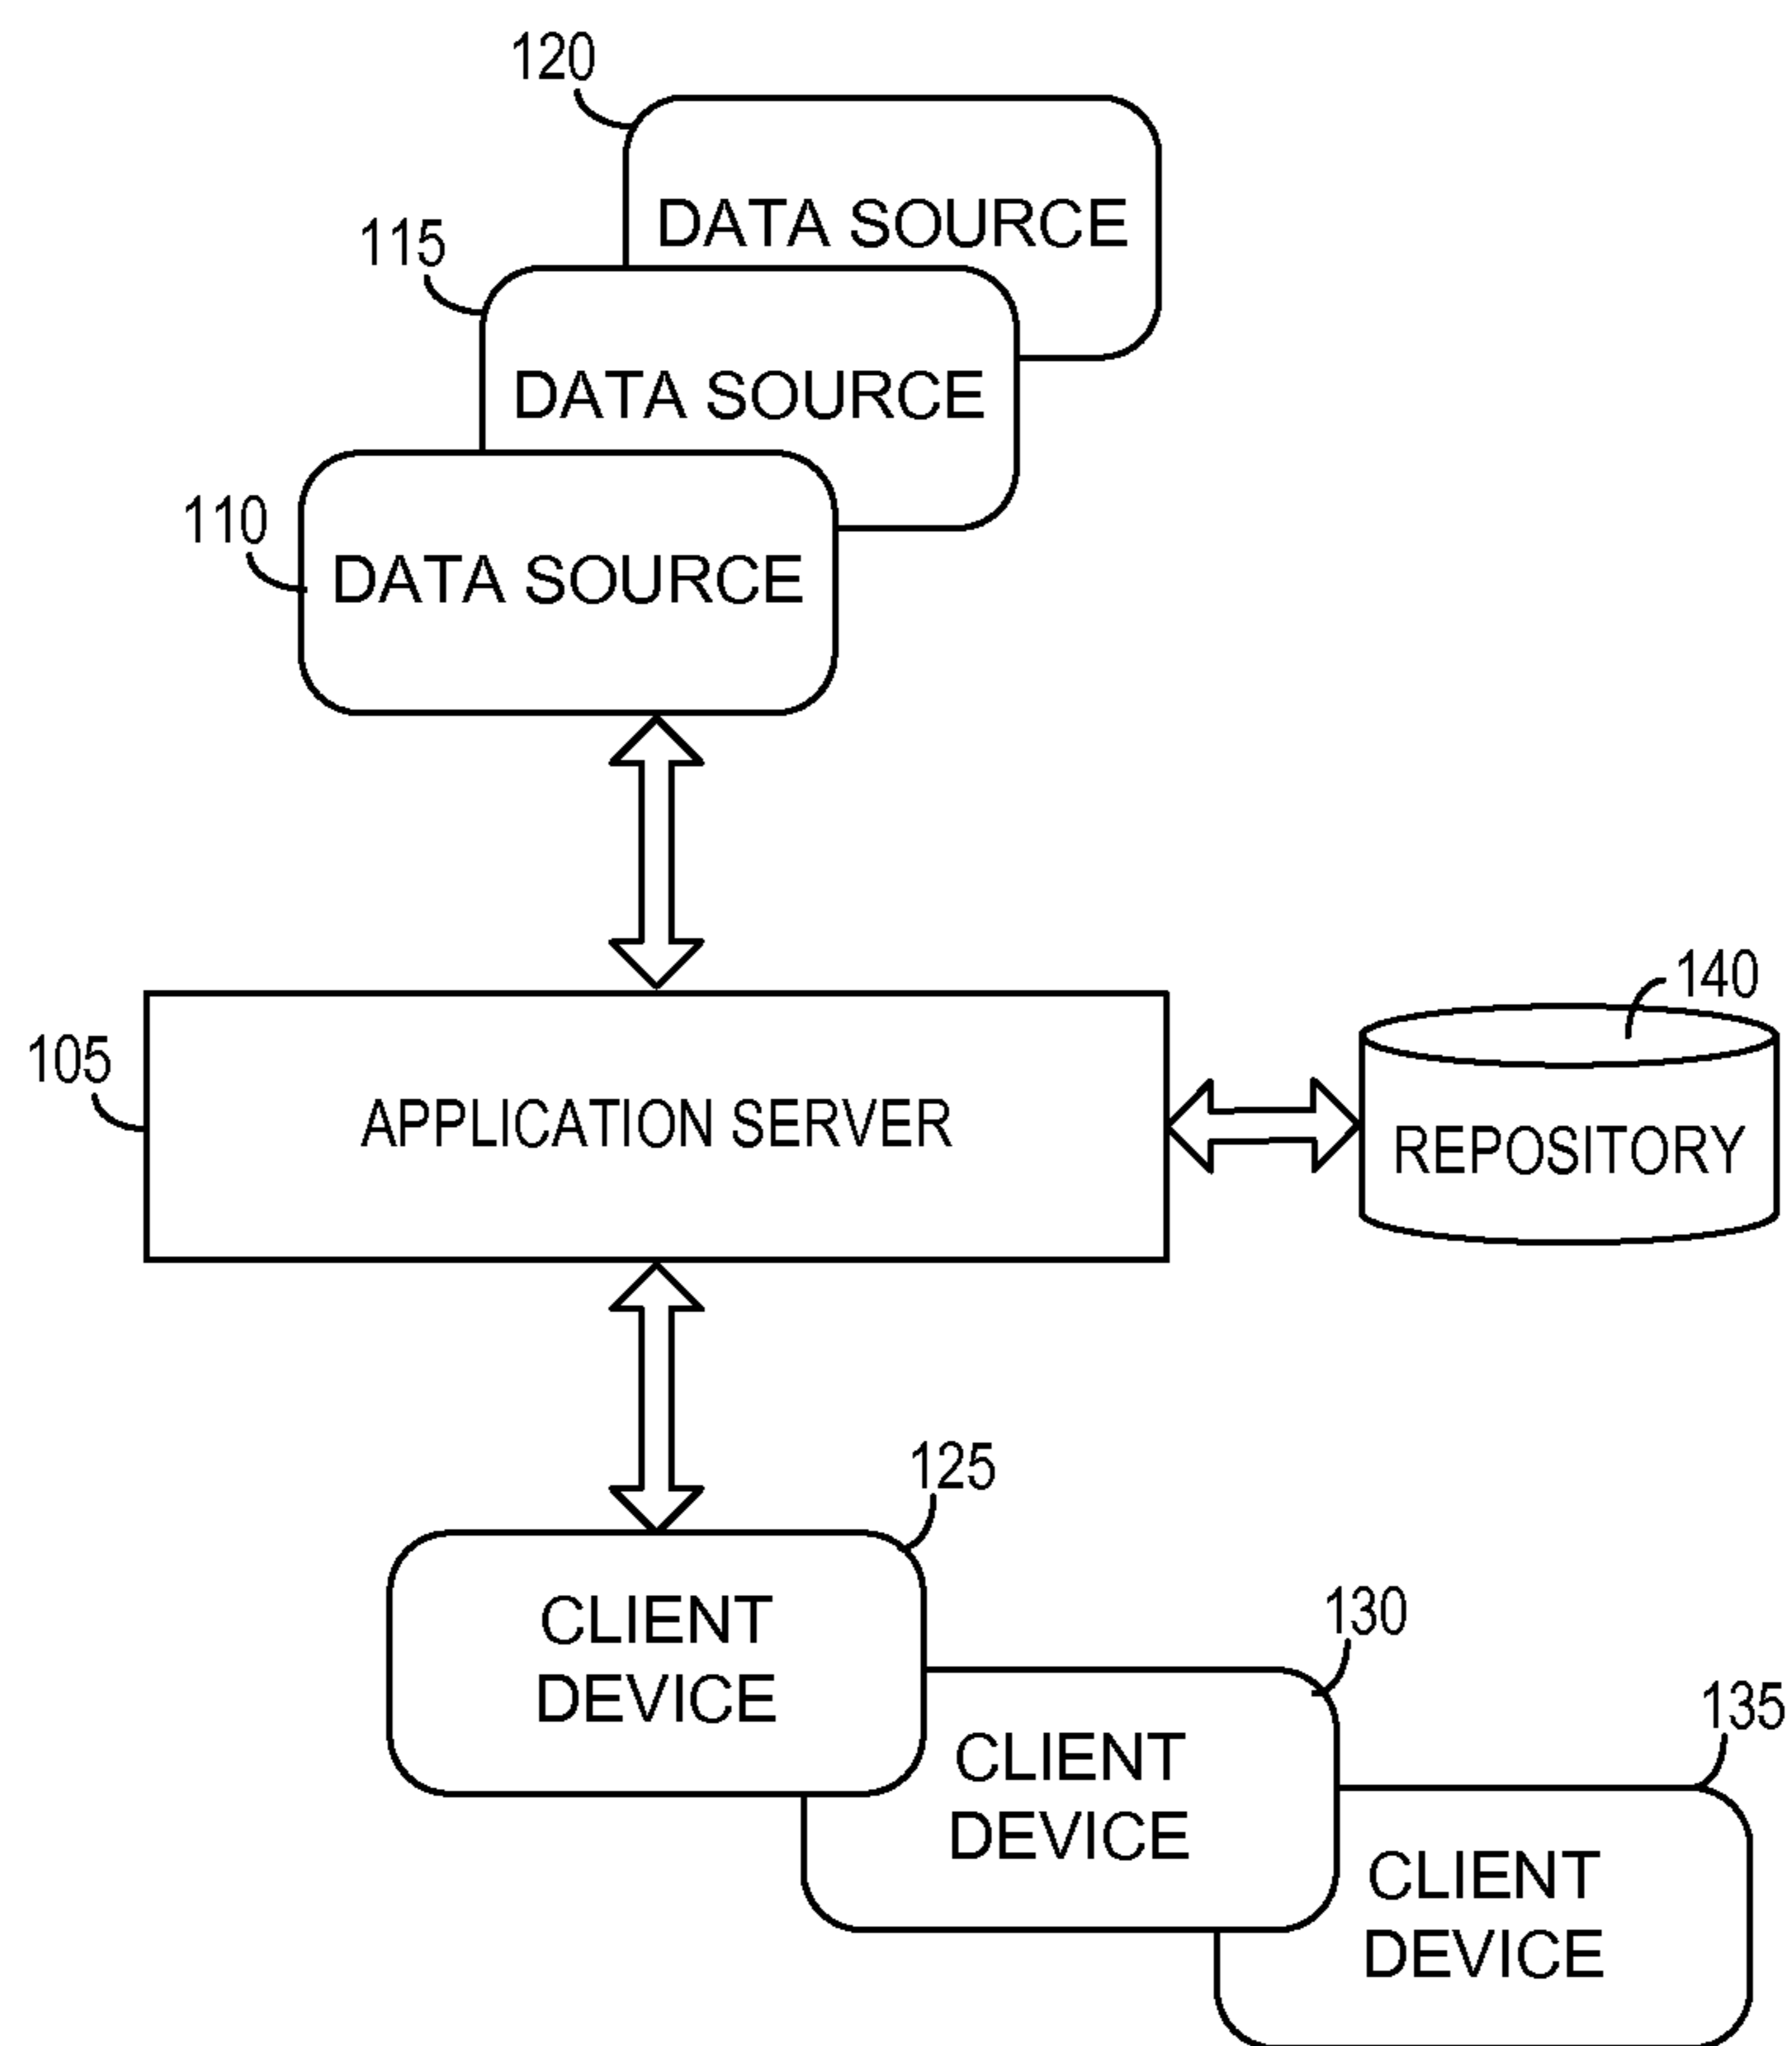 120
DATA SOURCE
115
DATA SOURCE
110
DATA SOURCE
140
105
APPLICATION SERVER
REPOSITORY
125
CLIENT
DEVICE
130
CLIENT
DEVICE
135
CLIENT
DEVICE